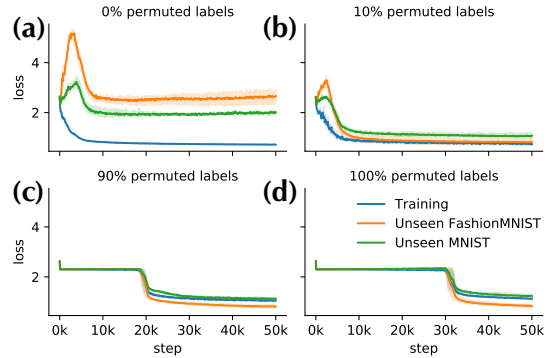 (a) 0% permuted labels
(b) 10% permuted labels
loss
4
2
(c) 90% permuted labels
(d) 100% permuted labels
loss
4
2
Training
Unseen FashionMNIST
Unseen MNIST
0k 10k 20k 30k 40k 50k
0k 10k 20k 30k 40k 50k
step
step